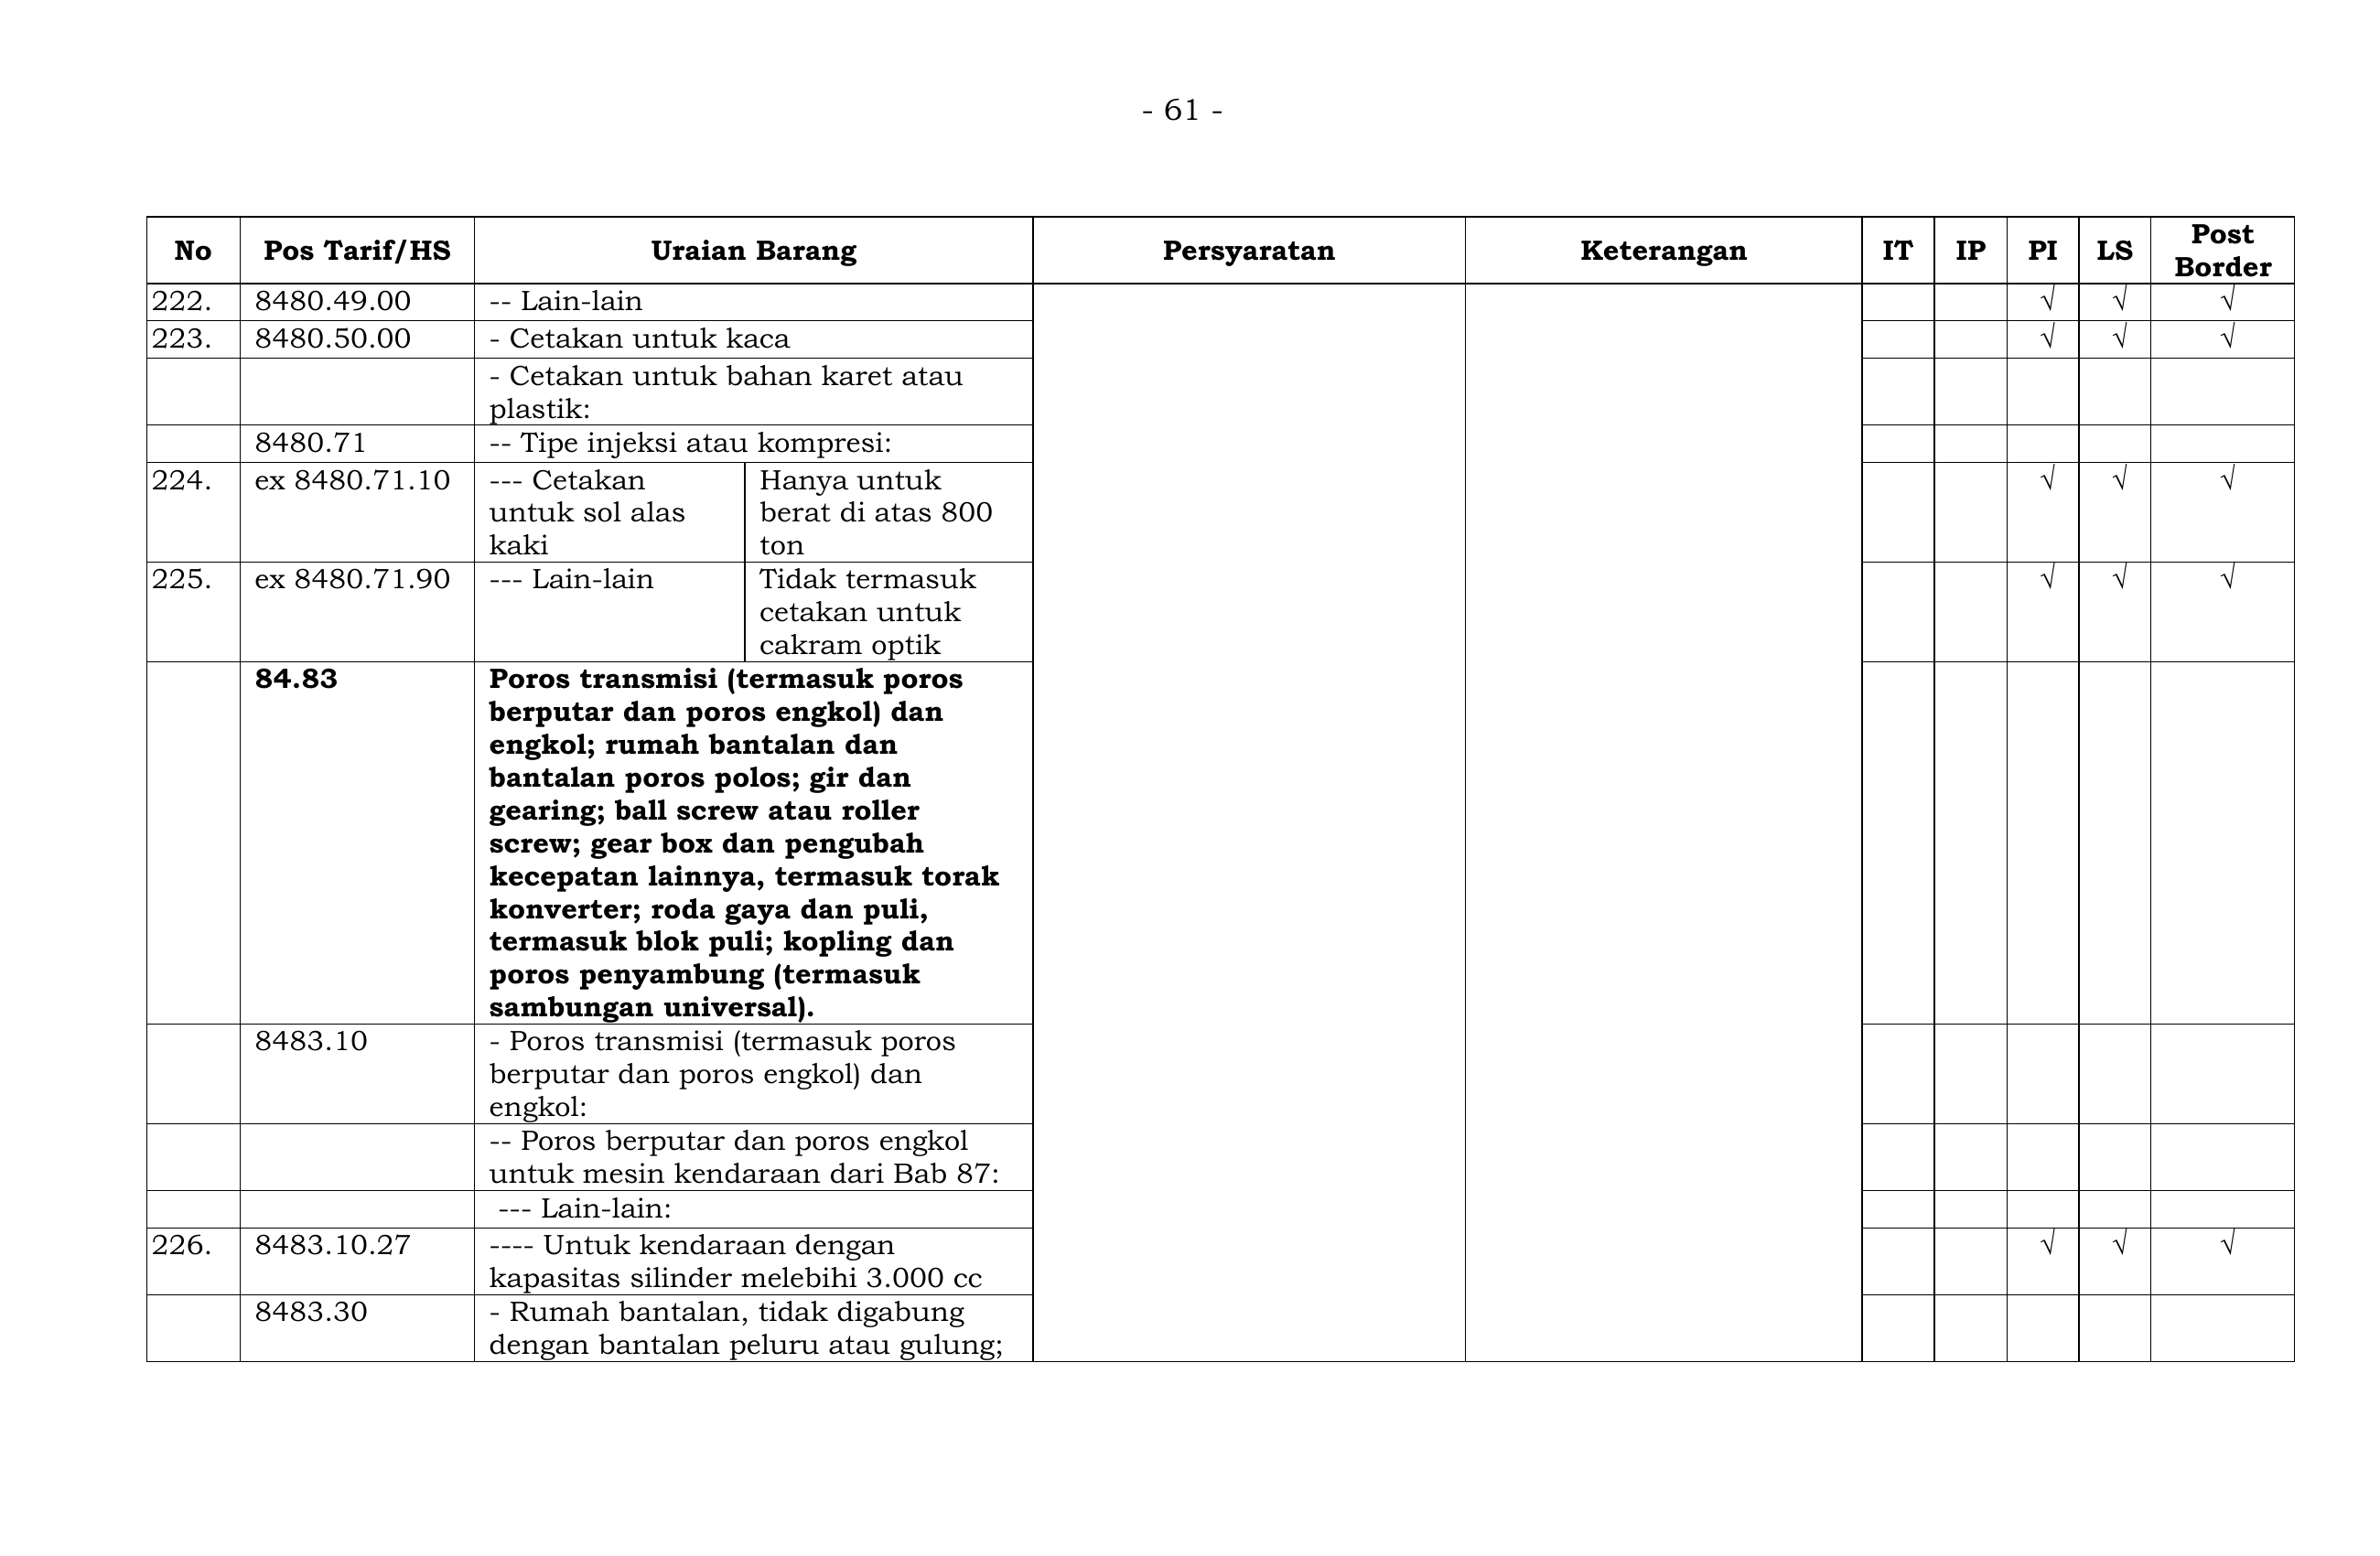 - 61 -
No Pos Tarif/HS Uraian Barang Persyaratan Keterangan IT IP PI LS Post
Border
222. 8480.49.00 -- Lain-lain √ √ √
223. 8480.50.00 - Cetakan untuk kaca √ √ √
- Cetakan untuk bahan karet atau
plastik:
8480.71 -- Tipe injeksi atau kompresi:
224. ex 8480.71.10 --- Cetakan Hanya untuk √ √ √
untuk sol alas berat di atas 800
kaki ton
225. ex 8480.71.90 --- Lain-lain Tidak termasuk √ √ √
cetakan untuk
cakram optik
84.83 Poros transmisi (termasuk poros
berputar dan poros engkol) dan
engkol; rumah bantalan dan
bantalan poros polos; gir dan
gearing; ball screw atau roller
screw; gear box dan pengubah
kecepatan lainnya, termasuk torak
konverter; roda gaya dan puli,
termasuk blok puli; kopling dan
poros penyambung (termasuk
sambungan universal).
8483.10 - Poros transmisi (termasuk poros
berputar dan poros engkol) dan
engkol:
-- Poros berputar dan poros engkol
untuk mesin kendaraan dari Bab 87:
--- Lain-lain:
226. 8483.10.27 ---- Untuk kendaraan dengan √ √ √
kapasitas silinder melebihi 3.000 cc
8483.30 - Rumah bantalan, tidak digabung
dengan bantalan peluru atau gulung;